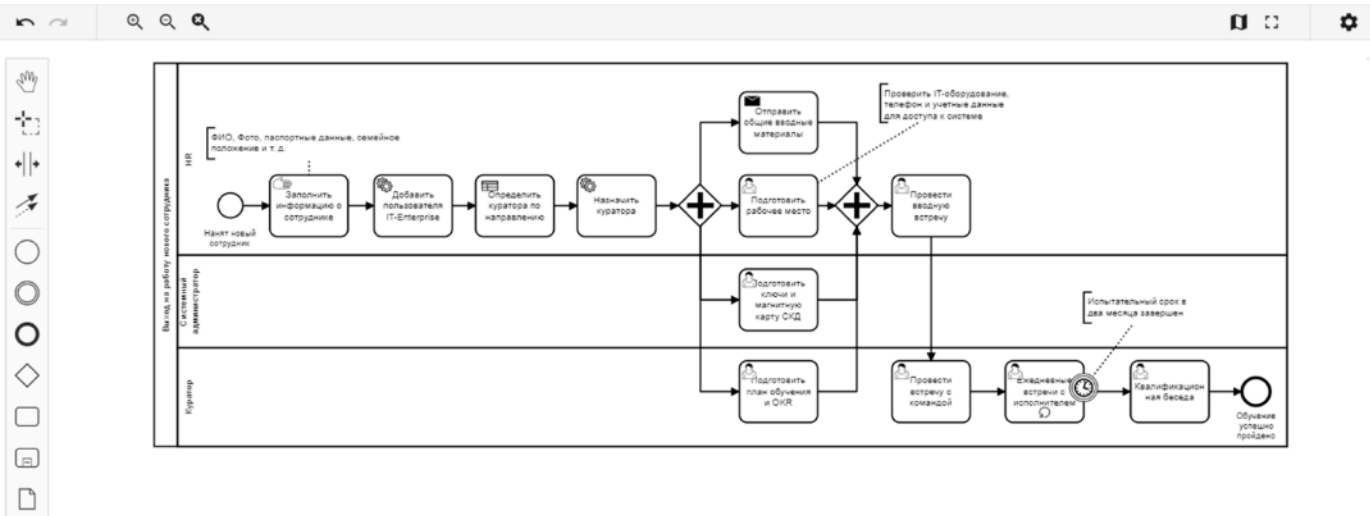 Выход на работу нового сотрудника
HR
ФИО, Фото, паспортные данные, семейное
положение и т. д.
Нанят новый
сотрудник
Заполнить
информацию о
сотруднике
Добавить
пользователя
IT-Enterprise
Определить
куратора по
направлению
Назначить
куратора
Отправить
общие вводные
материалы
Подготовить
рабочее место
Проверить IT-оборудование,
телефон и учетные данные
для доступа к системе
Провести
вводную
встречу
Системный
администратор
Подготовить
ключи и
магнитную
карту СКД
Куратор
Подготовить
план обучения
и OKR
Провести
встречу с
командой
Ежедневные
встречи с
исполнителем
Испытательный срок в
два месяца завершен
Квалификацион
ная беседа
Обучение
успешно
пройдено